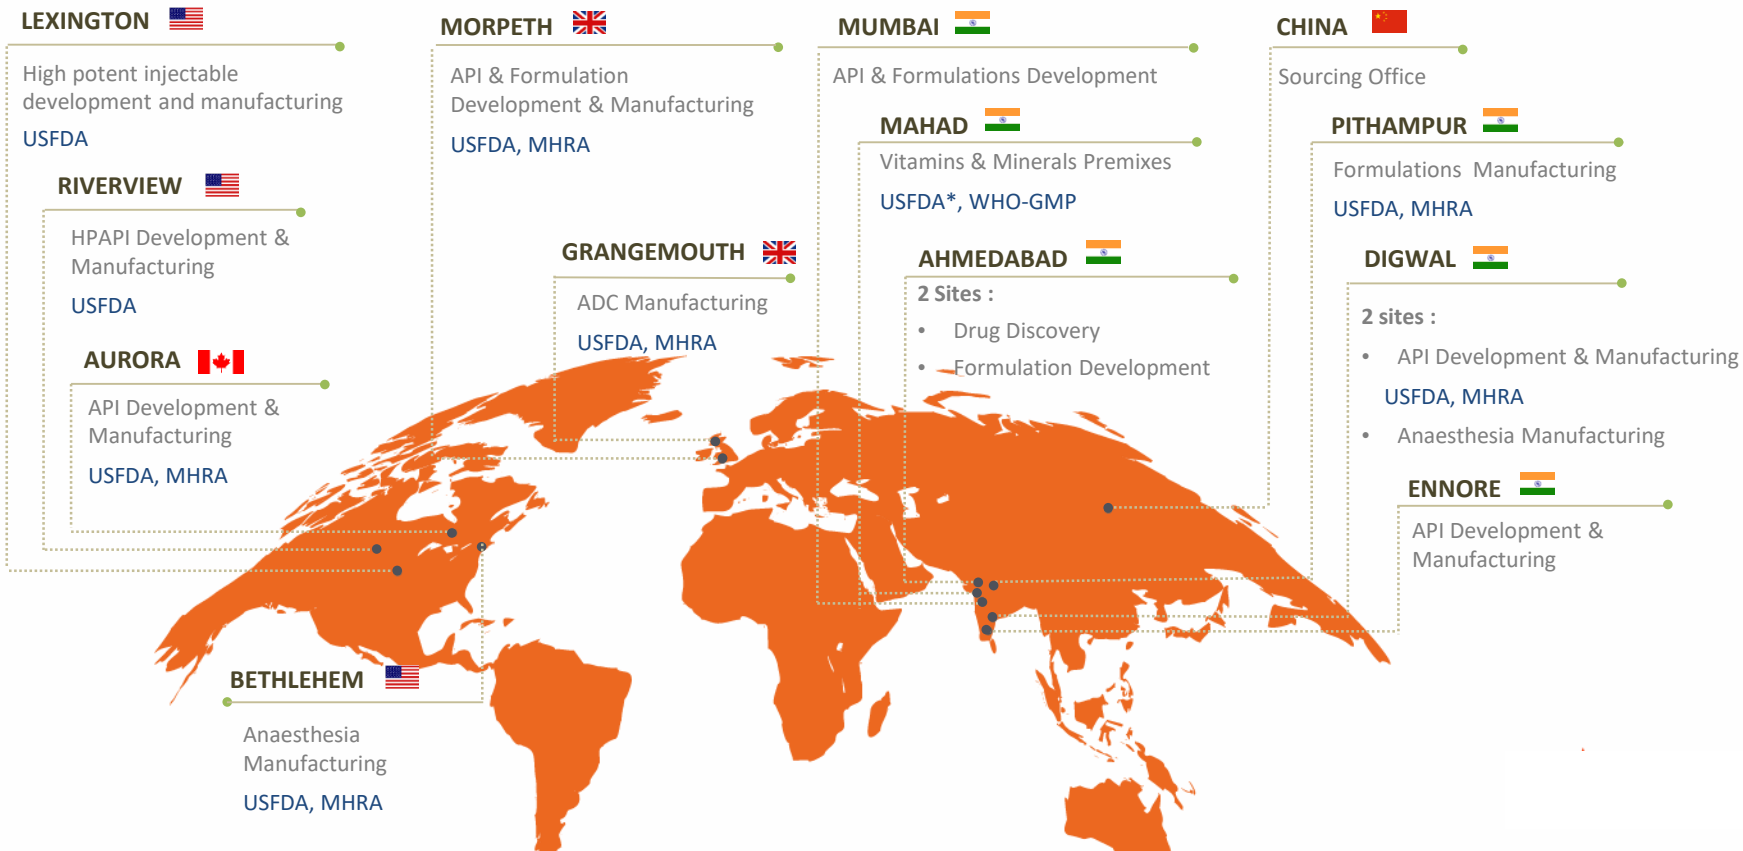 LEXINGTON
High potent injectable
development and manufacturing
USFDA
RIVERVIEW
HPAPI Development &
Manufacturing
USFDA
AURORA
API Development &
Manufacturing
USFDA, MHRA
BETHLEHEM
Anaesthesia
Manufacturing
USFDA, MHRA
MORPETH
API & Formulation
Development & Manufacturing
USFDA, MHRA
GRANGEMOUTH
ADC Manufacturing
USFDA, MHRA
MUMBAI
API & Formulations Development
MAHAD
Vitamins & Minerals Premixes
USFDA*, WHO-GMP
AHMEDABAD
2 Sites :
• Drug Discovery
• Formulation Development
CHINA
Sourcing Office
PITHAMPUR
Formulations Manufacturing
USFDA, MHRA
DIGWAL
2 sites :
• API Development & Manufacturing
USFDA, MHRA
• Anaesthesia Manufacturing
ENNORE
API Development &
Manufacturing